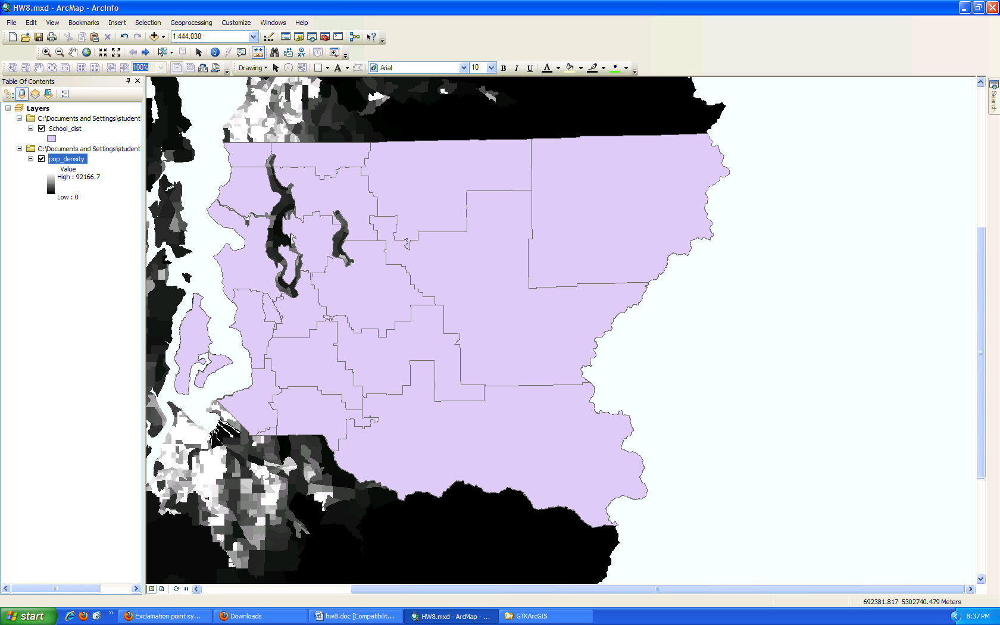 HW8.mxd - ArcMap - ArcInfo
File Edit View Bookmarks Insert Selection Geoprocessing Customize Windows Help
1:444,038
XY
100% Drawing A Arial 10 B I U A
Table Of Contents
Layers
C:\Documents and Settings\student
School_dist
C:\Documents and Settings\student
pop_density
Value
High : 92166.7
Low : 0
Search
692381.817 5302740.479 Meters
start Exclamation point sy... Downloads hw8.doc [Compatibilit... HW8.mxd - ArcMap - ... GTKArcGIS 8:37 PM